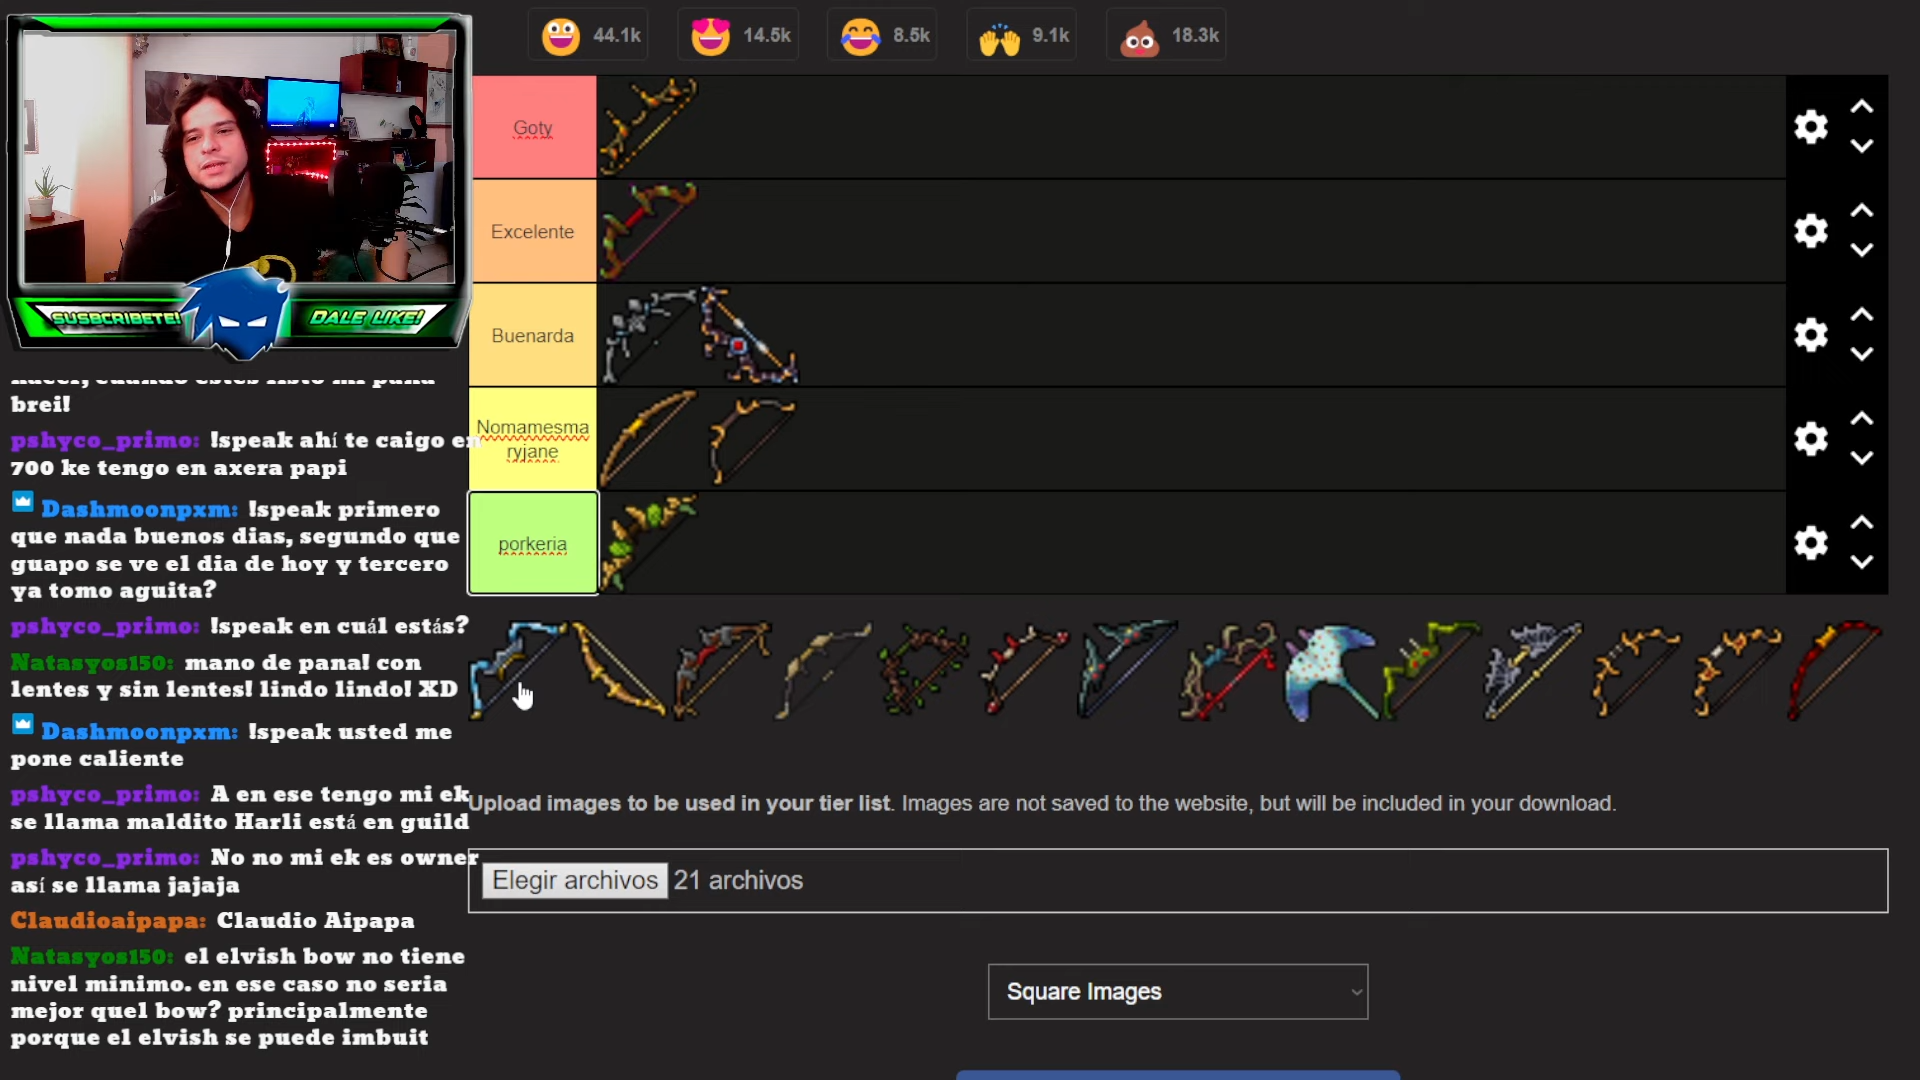 44.1k
14.5k
8.5k
9.1k
18.3k
Goty
Excelente
Buenarda
Nomamesma
ryjane
porkeria
SUSBCRIBETE!
DALE LIKE!
brei!
pshyco_primo: !speak ahí te caigo en
700 ke tengo en axera papi
Dashmoonpxm: !speak primero
que nada buenos dias, segundo que
guapo se ve el dia de hoy y tercero
ya tomo aguita?
pshyco_primo: !speak en cuál estás?
Natasyos150: mano de pana! con
lentes y sin lentes! lindo lindo! XD
Dashmoonpxm: !speak usted me
pone caliente
pshyco_primo: A en ese tengo mi ek
se llama maldito Harli está en guild
pshyco_primo: No no mi ek es owner
así se llama jajaja
Claudioaipapa: Claudio Aipapa
Natasyos150: el elvish bow no tiene
nivel minimo. en ese caso no seria
mejor quel bow? principalmente
porque el elvish se puede imbuit
Upload images to be used in your tier list. Images are not saved to the website, but will be included in your download.
Elegir archivos 21 archivos
Square Images